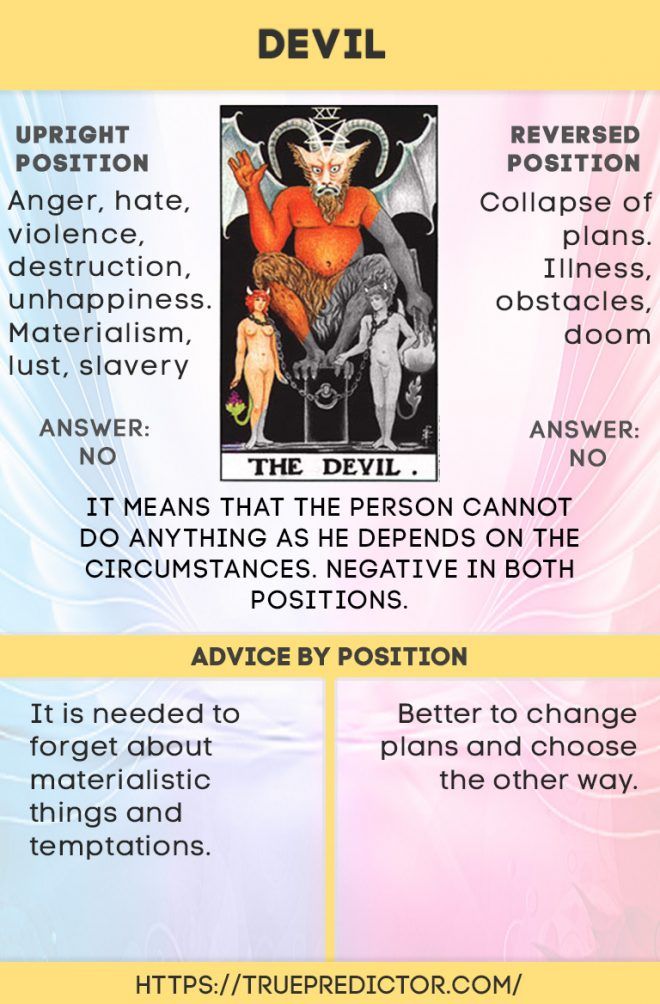 DEVIL
UPRIGHT
POSITION
Anger, hate,
violence,
destruction,
unhappiness.
Materialism,
lust, slavery
ANSWER:
NO
XV
THE DEVIL.
REVERSED
POSITION
Collapse of
plans.
Illness,
obstacles,
doom
ANSWER:
NO
IT MEANS THAT THE PERSON CANNOT
DO ANYTHING AS HE DEPENDS ON THE
CIRCUMSTANCES. NEGATIVE IN BOTH
POSITIONS.
ADVICE BY POSITION
It is needed to
forget about
materialistic
things and
temptations.
Better to change
plans and choose
the other way.
HTTPS://TRUEPREDICTOR.COM/